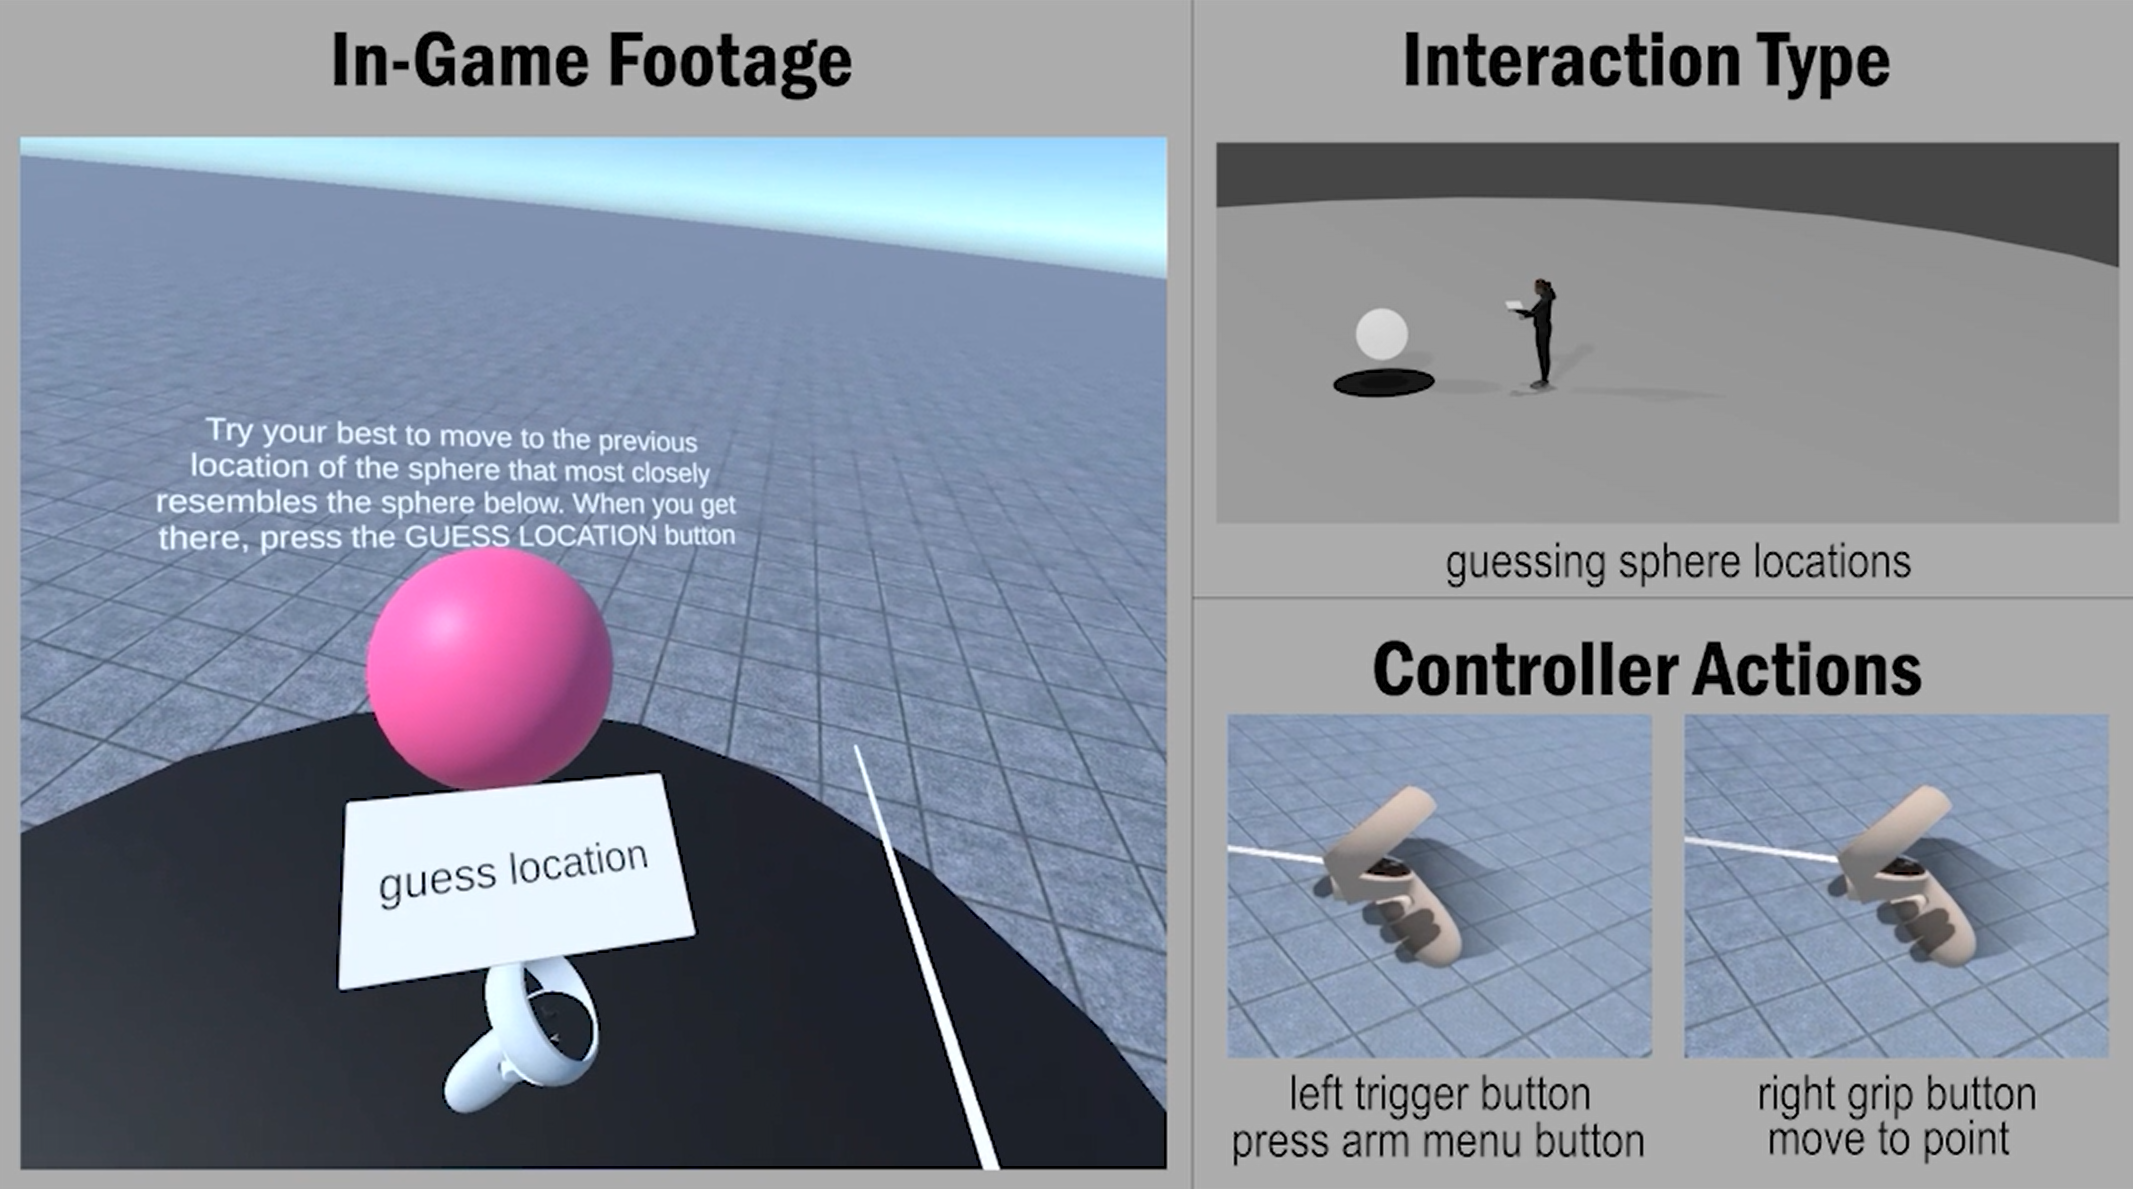 In-Game Footage
Try your best to move to the previous
location of the sphere that most closely
resembles the sphere below. When you get
there, press the GUESS LOCATION button
guess location
Interaction Type
guessing sphere locations
Controller Actions
left trigger button
press arm menu button
right grip button
move to point